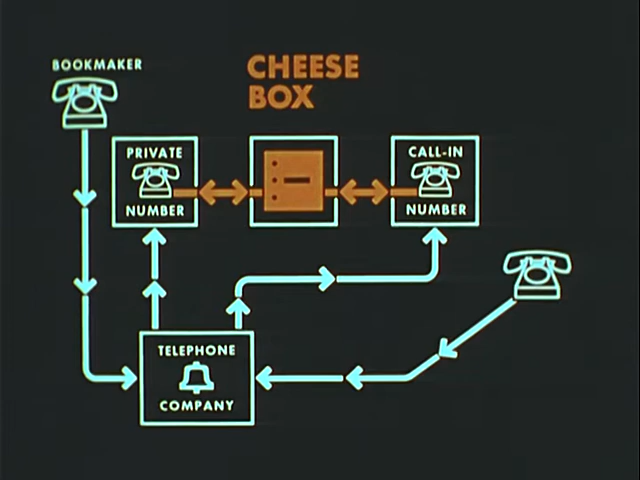 BOOKMAKER
CHEESE
BOX
PRIVATE
NUMBER
CALL-IN
NUMBER
TELEPHONE
COMPANY